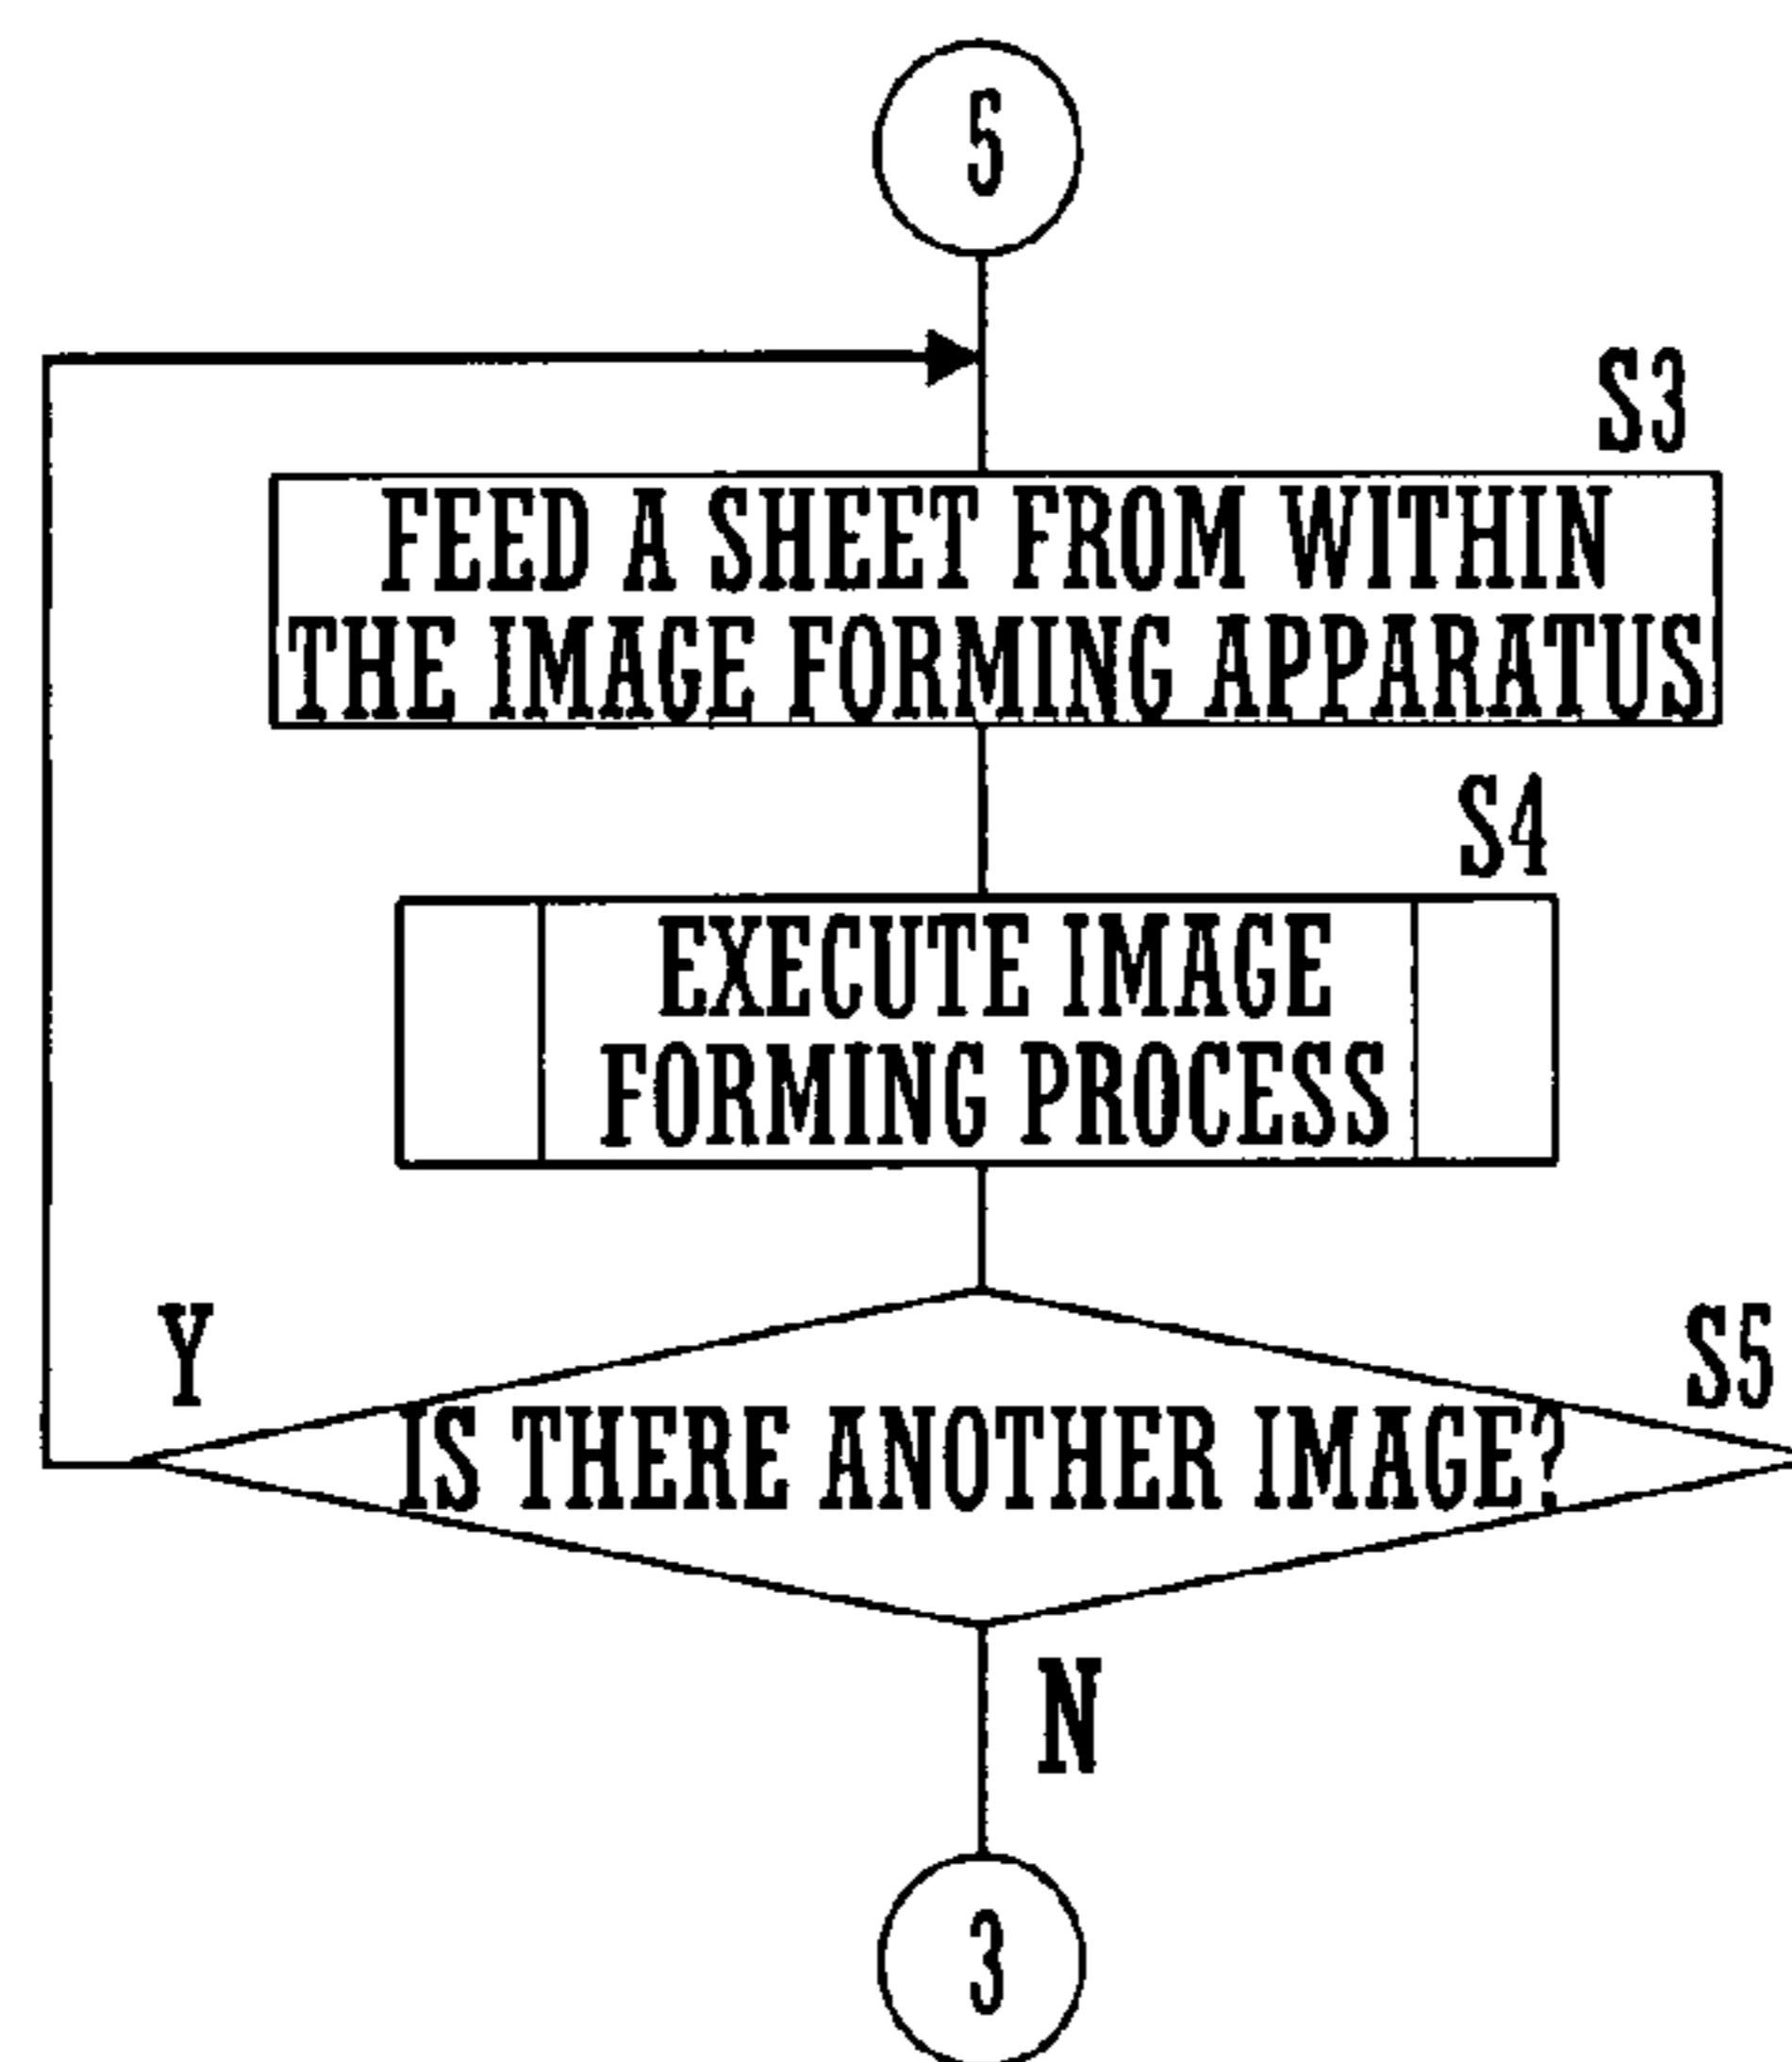 5
S3
FEED A SHEET FROM WITHIN
THE IMAGE FORMING APPARATUS
S4
EXECUTE IMAGE
FORMING PROCESS
Y
S5
IS THERE ANOTHER IMAGE?
N
3